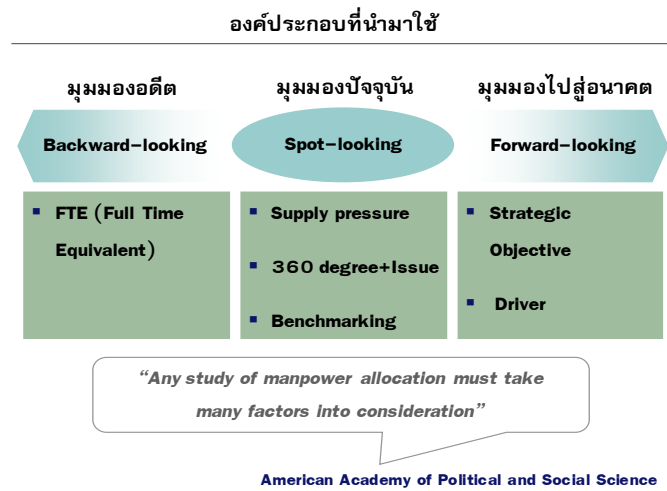 องค์ประกอบที่นำมาใช้
มุมมองอดีต
มุมมองปัจจุบัน
มุมมองไปสู่อนาคต
Backward-looking
Spot-looking
Forward-looking
FTE (Full Time
Equivalent)
Supply pressure
360 degree+Issue
Benchmarking
Strategic
Objective
Driver
“Any study of manpower allocation must take
many factors into consideration”
American Academy of Political and Social Science